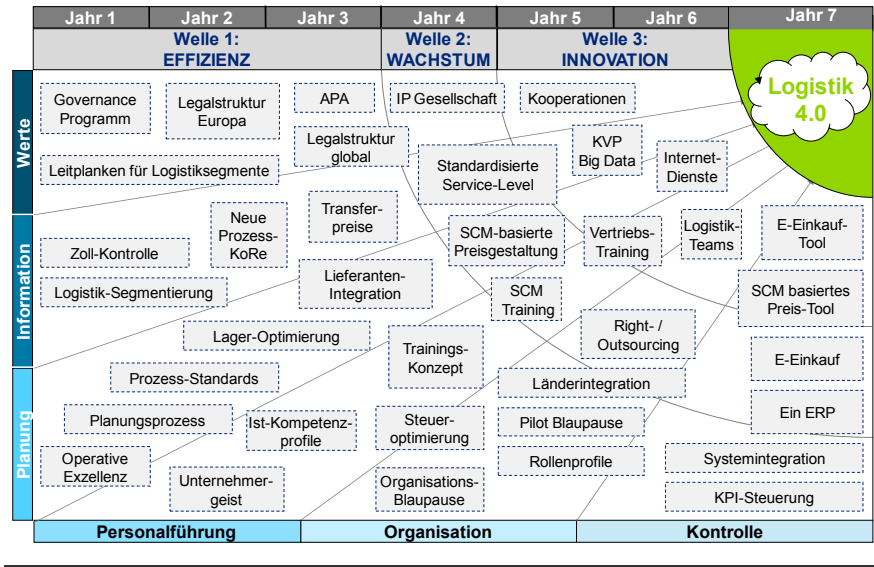 Jahr 1
Jahr 2
Jahr 3
Jahr 4
Jahr 5
Jahr 6
Jahr 7
Welle 1:
EFFIZIENZ
Welle 2:
WACHSTUM
Welle 3:
INNOVATION
Logistik
4.0
Werte
Governance
Programm
Legalstruktur
Europa
APA
IP Gesellschaft
Kooperationen
Legalstruktur
global
KVP
Big Data
Internet-
Dienste
Leitplanken für Logistiksegmente
Standardisierte
Service-Level
Information
Neue
Prozess-
KoRe
Transfer-
preise
SCM-basierte
Preisgestaltung
Vertriebs-
Training
Logistik-
Teams
E-Einkauf-
Tool
Zoll-Kontrolle
Lieferanten-
Integration
Logistik-Segmentierung
SCM
Training
SCM basiertes
Preis-Tool
Lager-Optimierung
Trainings-
Konzept
Right- /
Outsourcing
E-Einkauf
Planung
Prozess-Standards
Länderintegration
Planungsprozess
Ist-Kompetenz-
profile
Steuer-
optimierung
Pilot Blaupause
Ein ERP
Operative
Exzellenz
Unternehmer-
geist
Organisations-
Blaupause
Rollenprofile
Systemintegration
KPI-Steuerung
Personalführung
Organisation
Kontrolle